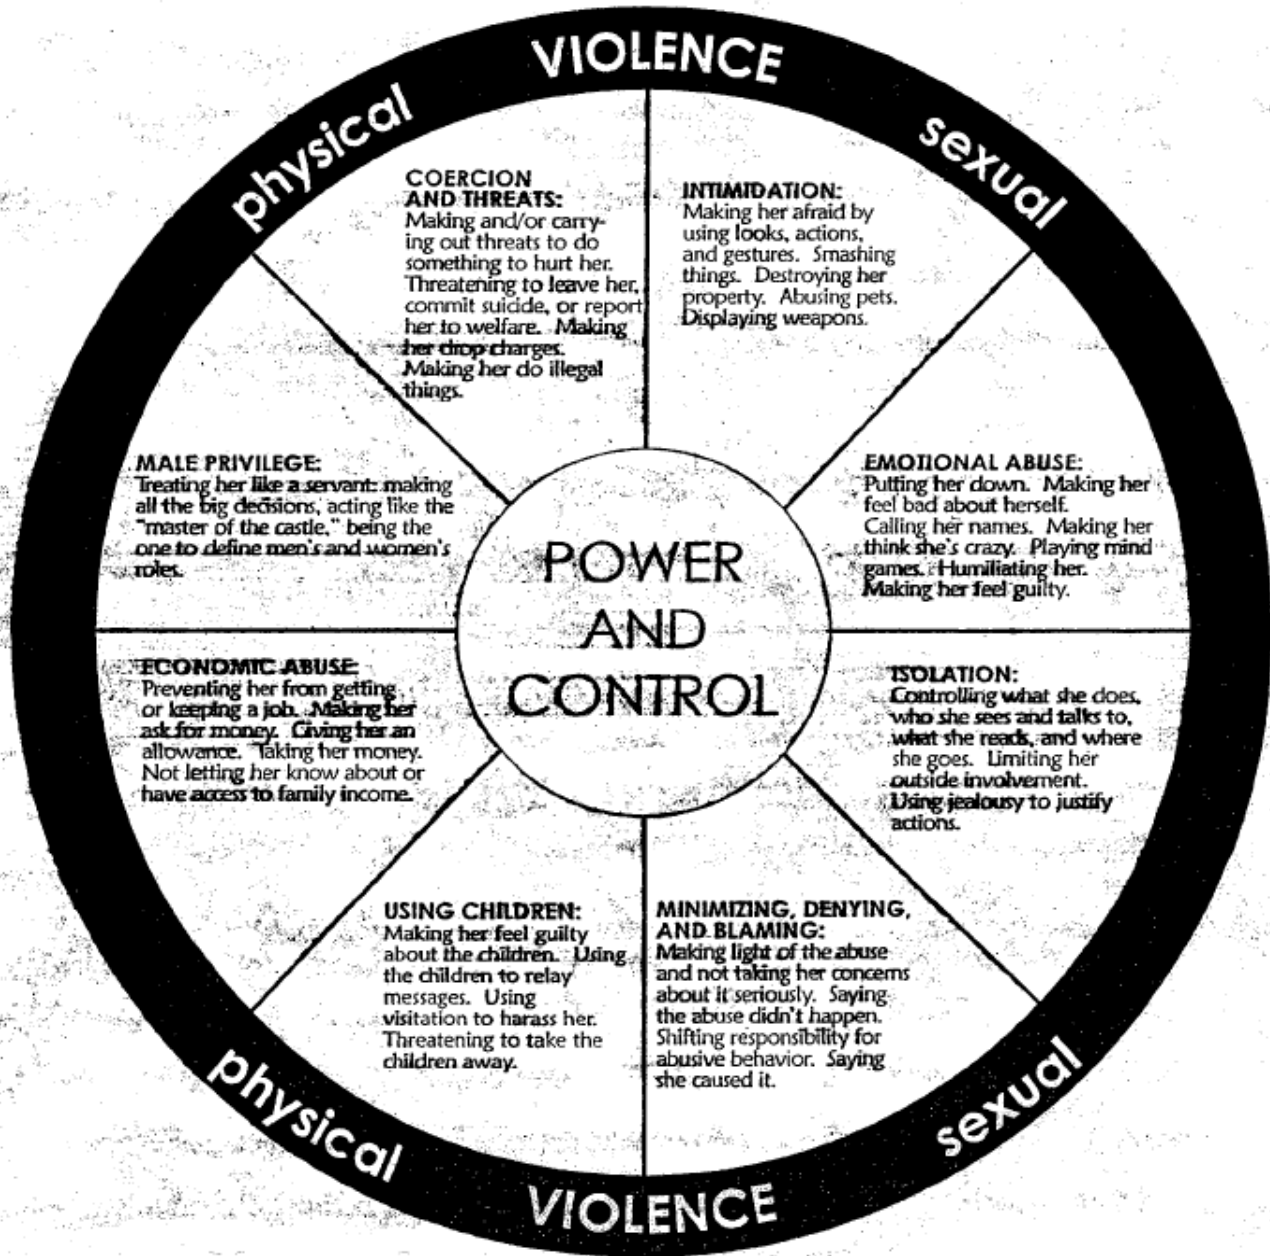 VIOLENCE
physical
sexual
COERCION
AND THREATS:
Making and/or carry-
ing out threats to do
something to hurt her.
Threatening to leave her,
commit suicide, or report
her to welfare. Making
her drop charges.
Making her do illegal
things.
INTIMIDATION:
Making her afraid by
using looks, actions,
and gestures. Smashing
things. Destroying her
property. Abusing pets.
Displaying weapons.
MALE PRIVILEGE:
Treating her like a servant: making
all the big decisions, acting like the
"master of the castle," being the
one to define men's and women's
roles.
EMOTIONAL ABUSE:
Putting her down. Making her
feel bad about herself.
Calling her names. Making her
think she's crazy. Playing mind
games. Humiliating her.
Making her feel guilty.
POWER
AND
CONTROL
ECONOMIC ABUSE:
Preventing her from getting
or keeping a job. Making her
ask for money. Giving her an
allowance. Taking her money.
Not letting her know about or
have access to family income.
ISOLATION:
Controlling what she does,
who she sees and talks to,
what she reads, and where
she goes. Limiting her
outside involvement.
Using jealousy to justify
actions.
USING CHILDREN:
Making her feel guilty
about the children. Using
the children to relay
messages. Using
visitation to harass her.
Threatening to take the
children away.
MINIMIZING, DENYING,
AND BLAMING:
Making light of the abuse
and not taking her concerns
about it seriously. Saying
the abuse didn't happen.
Shifting responsibility for
abusive behavior. Saying
she caused it.
physical
sexual
VIOLENCE